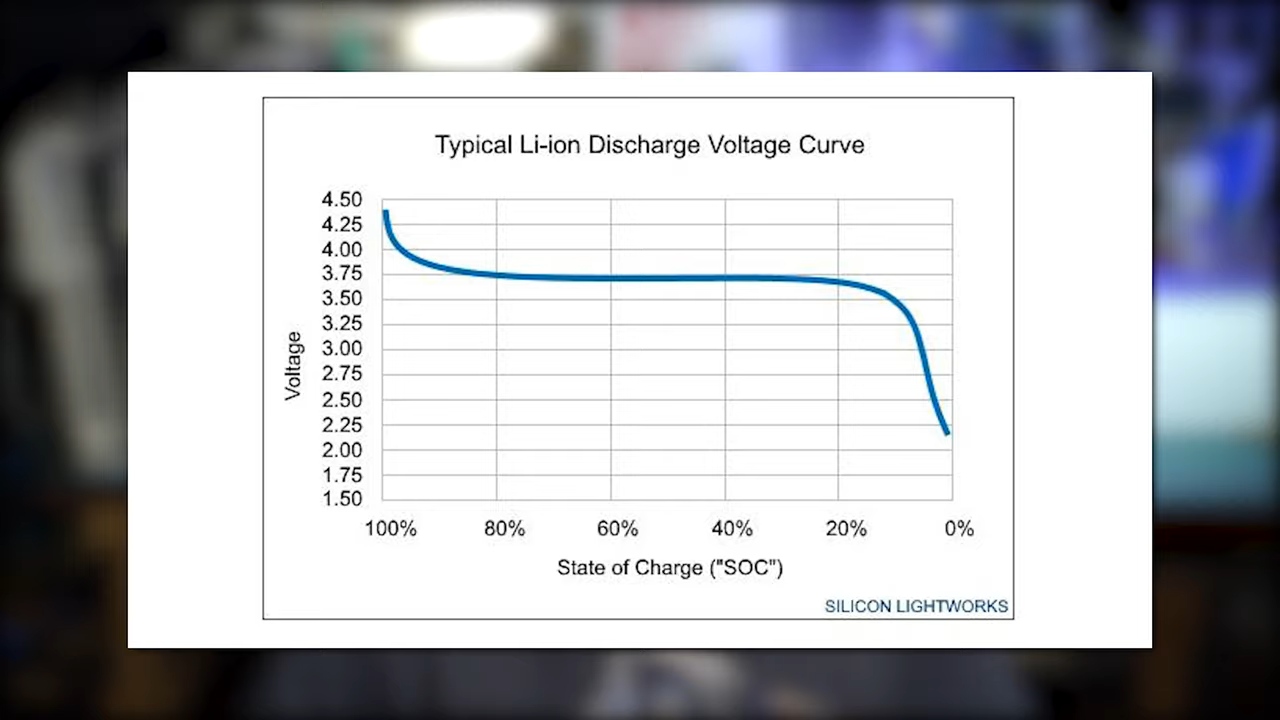 Typical Li-ion Discharge Voltage Curve
4.50
4.25
4.00
3.75
3.50
3.25
3.00
2.75
2.50
2.25
2.00
1.75
1.50
Voltage
100% 80% 60% 40% 20% 0%
State of Charge ("SOC")
SILICON LIGHTWORKS